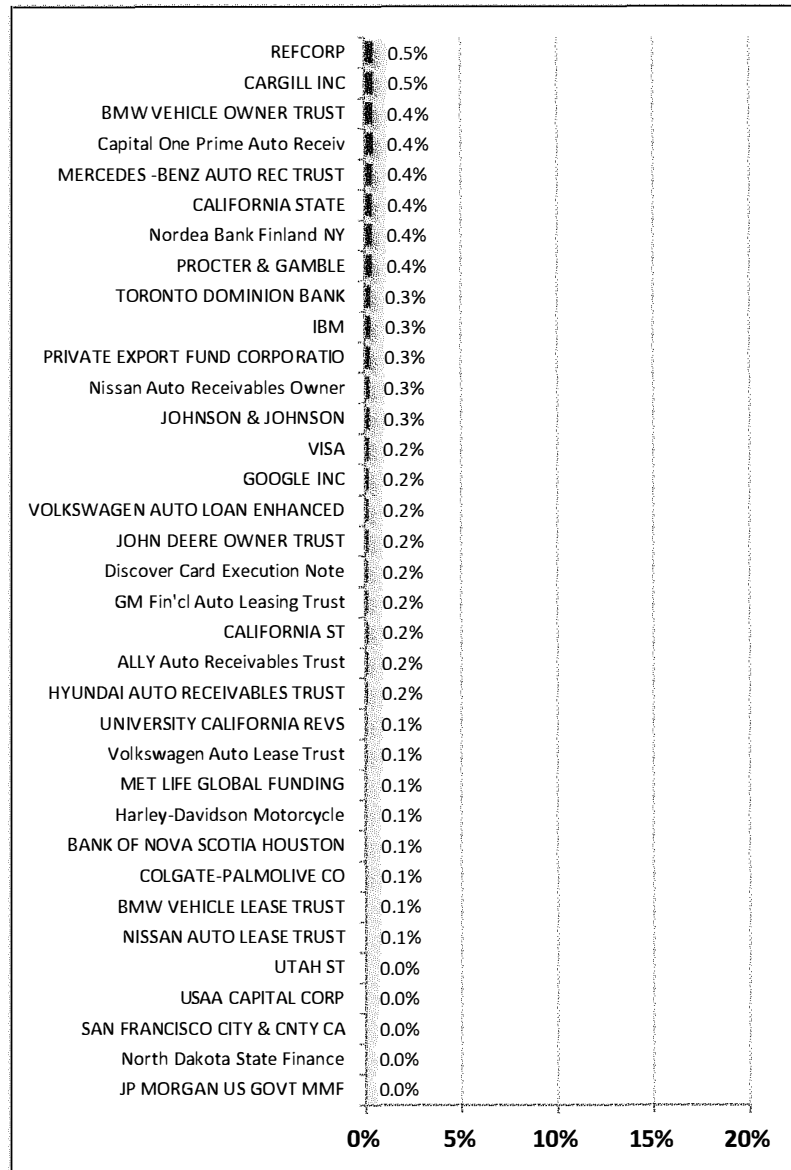 REFCORP 0.5%
CARGILL INC 0.5%
BMW VEHICLE OWNER TRUST 0.4%
Capital One Prime Auto Receiv 0.4%
MERCEDES -BENZ AUTO REC TRUST 0.4%
CALIFORNIA STATE 0.4%
Nordea Bank Finland NY 0.4%
PROCTER & GAMBLE 0.4%
TORONTO DOMINION BANK 0.3%
IBM 0.3%
PRIVATE EXPORT FUND CORPORATIO 0.3%
Nissan Auto Receivables Owner 0.3%
JOHNSON & JOHNSON 0.3%
VISA 0.2%
GOOGLE INC 0.2%
VOLKSWAGEN AUTO LOAN ENHANCED 0.2%
JOHN DEERE OWNER TRUST 0.2%
Discover Card Execution Note 0.2%
GM Fin'cl Auto Leasing Trust 0.2%
CALIFORNIA ST 0.2%
ALLY Auto Receivables Trust 0.2%
HYUNDAI AUTO RECEIVABLES TRUST 0.2%
UNIVERSITY CALIFORNIA REVS 0.1%
Volkswagen Auto Lease Trust 0.1%
MET LIFE GLOBAL FUNDING 0.1%
Harley-Davidson Motorcycle 0.1%
BANK OF NOVA SCOTIA HOUSTON 0.1%
COLGATE-PALMOLIVE CO 0.1%
BMW VEHICLE LEASE TRUST 0.1%
NISSAN AUTO LEASE TRUST 0.1%
UTAH ST 0.0%
USAA CAPITAL CORP 0.0%
SAN FRANCISCO CITY & CNTY CA 0.0%
North Dakota State Finance 0.0%
JP MORGAN US GOVT MMF 0.0%
0% 5% 10% 15% 20%